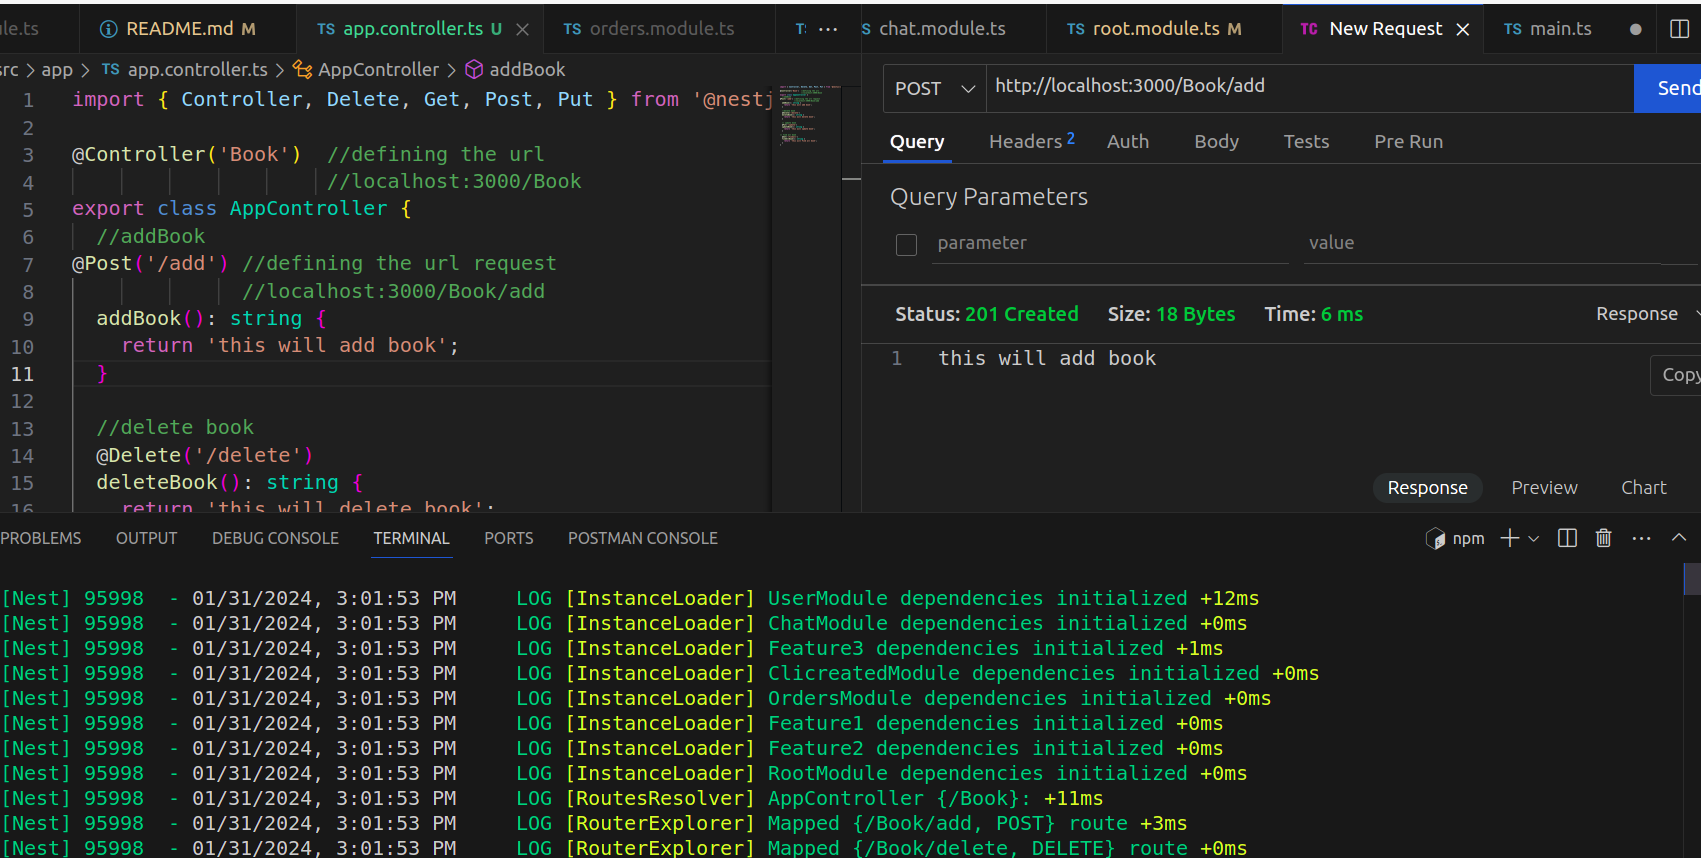 le.ts
README.md M
TS app.controller.ts U
TS orders.module.ts
T: ...
S chat.module.ts
TS root.module.ts M
TC New Request
TS main.ts
src > app > TS app.controller.ts > AppController > addBook
1 import { Controller, Delete, Get, Post, Put } from '@nestj
2
3 @Controller('Book') //defining the url
4 //localhost:3000/Book
5 export class AppController {
6 //addBook
7 @Post('/add') //defining the url request
8 //localhost:3000/Book/add
9 addBook(): string {
10 return 'this will add book';
11 }
12
13 //delete book
14 @Delete('/delete')
15 deleteBook(): string {
16 return 'this will delete book';
POST http://localhost:3000/Book/add Send
Query Headers 2 Auth Body Tests Pre Run
Query Parameters
parameter value
Status: 201 Created Size: 18 Bytes Time: 6 ms Response
1 this will add book
Copy
Response Preview Chart
PROBLEMS OUTPUT DEBUG CONSOLE TERMINAL PORTS POSTMAN CONSOLE npm
[Nest] 95998 - 01/31/2024, 3:01:53 PM LOG [InstanceLoader] UserModule dependencies initialized +12ms
[Nest] 95998 - 01/31/2024, 3:01:53 PM LOG [InstanceLoader] ChatModule dependencies initialized +0ms
[Nest] 95998 - 01/31/2024, 3:01:53 PM LOG [InstanceLoader] Feature3 dependencies initialized +1ms
[Nest] 95998 - 01/31/2024, 3:01:53 PM LOG [InstanceLoader] ClicreatedModule dependencies initialized +0ms
[Nest] 95998 - 01/31/2024, 3:01:53 PM LOG [InstanceLoader] OrdersModule dependencies initialized +0ms
[Nest] 95998 - 01/31/2024, 3:01:53 PM LOG [InstanceLoader] Feature1 dependencies initialized +0ms
[Nest] 95998 - 01/31/2024, 3:01:53 PM LOG [InstanceLoader] Feature2 dependencies initialized +0ms
[Nest] 95998 - 01/31/2024, 3:01:53 PM LOG [InstanceLoader] RootModule dependencies initialized +0ms
[Nest] 95998 - 01/31/2024, 3:01:53 PM LOG [RoutesResolver] AppController {/Book}: +11ms
[Nest] 95998 - 01/31/2024, 3:01:53 PM LOG [RouterExplorer] Mapped {/Book/add, POST} route +3ms
[Nest] 95998 - 01/31/2024, 3:01:53 PM LOG [RouterExplorer] Mapped {/Book/delete, DELETE} route +0ms